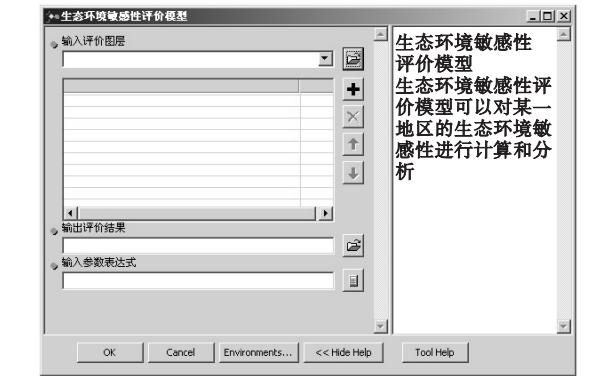 生态环境敏感性评价模型
输入评价图层
输出评价结果
输入参数表达式
生态环境敏感性
评价模型
生态环境敏感性评
价模型可以对某一
地区的生态环境敏
感性进行计算和分
析
OK
Cancel
Environments...
<< Hide Help
Tool Help